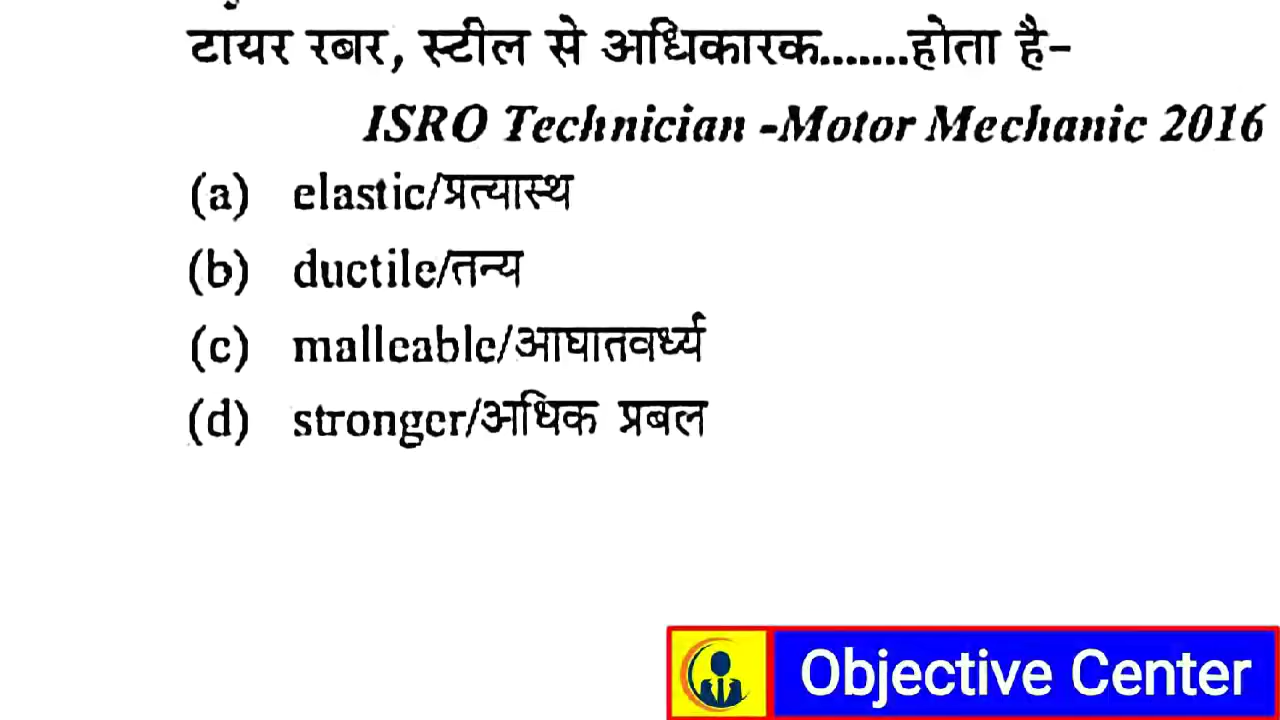 टायर रबर, स्टील से अधिकारक.......होता है-
ISRO Technician -Motor Mechanic 2016
(a) elastic/प्रत्यास्थ
(b) ductile/तन्य
(c) malleable/आघातवर्ध्य
(d) stronger/अधिक प्रबल
Objective Center